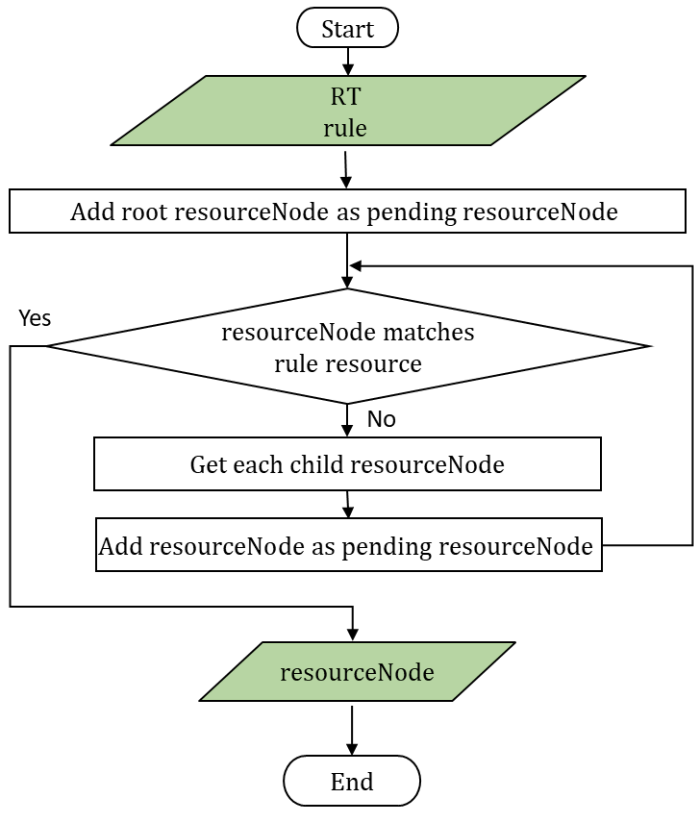 Start
RT
rule
Add root resourceNode as pending resourceNode
Yes
resourceNode matches
rule resource
No
Get each child resourceNode
Add resourceNode as pending resourceNode
resourceNode
End